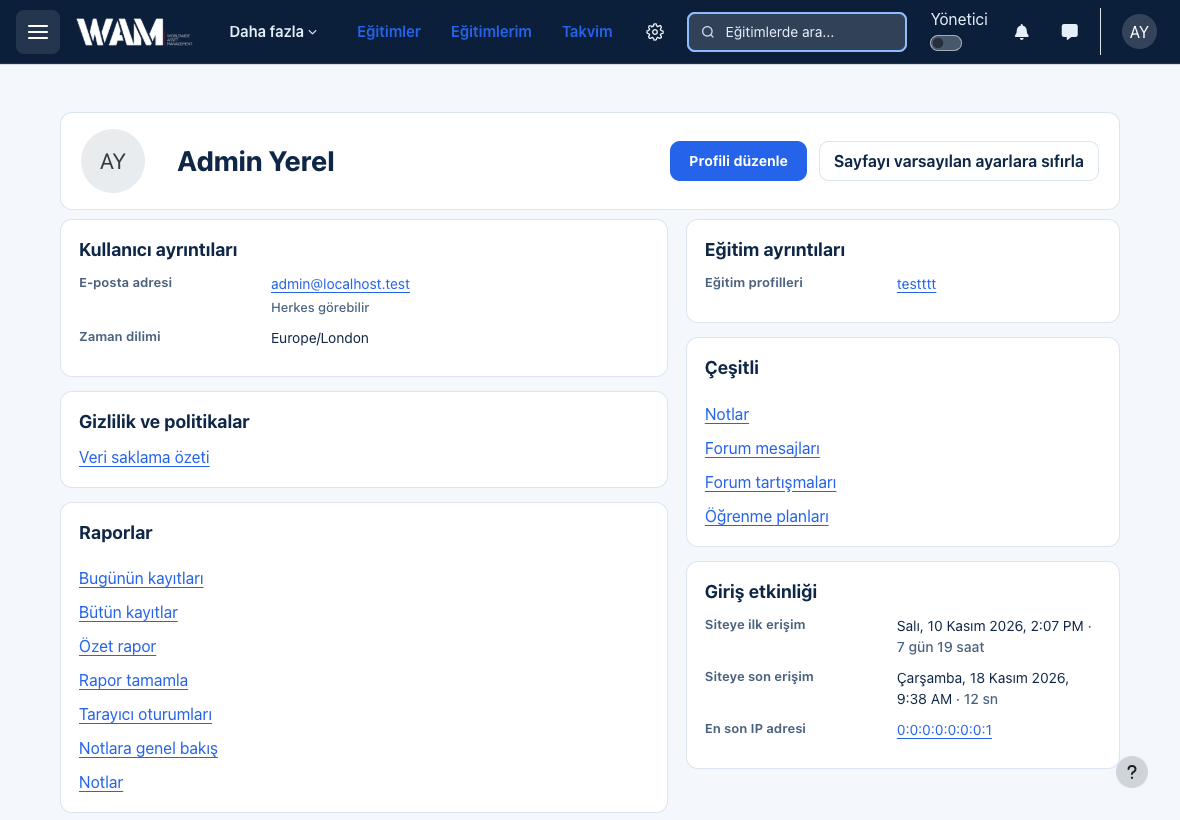 WAM WORLDWIDE ASSET MANAGEMENT
Daha fazla
Eğitimler
Eğitimlerim
Takvim
Eğitimlerde ara...
Yönetici
AY
AY
Admin Yerel
Profili düzenle
Sayfayı varsayılan ayarlara sıfırla
Kullanıcı ayrıntıları
E-posta adresi
admin@localhost.test
Herkes görebilir
Zaman dilimi
Europe/London
Gizlilik ve politikalar
Veri saklama özeti
Raporlar
Bugünün kayıtları
Bütün kayıtlar
Özet rapor
Rapor tamamla
Tarayıcı oturumları
Notlara genel bakış
Notlar
Eğitim ayrıntıları
Eğitim profilleri
testttt
Çeşitli
Notlar
Forum mesajları
Forum tartışmaları
Öğrenme planları
Giriş etkinliği
Siteye ilk erişim
Salı, 10 Kasım 2026, 2:07 PM ·
7 gün 19 saat
Siteye son erişim
Çarşamba, 18 Kasım 2026,
9:38 AM · 12 sn
En son IP adresi
0:0:0:0:0:0:0:1
?